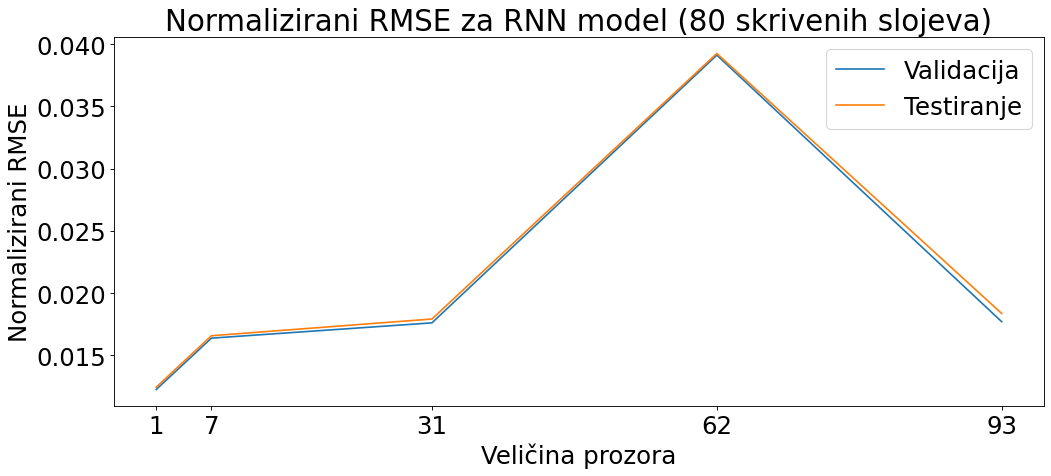 Normalizirani RMSE za RNN model (80 skrivenih slojeva)
Normalizirani RMSE
0.040
0.035
0.030
0.025
0.020
0.015
Validacija
Testiranje
1 7 31 62 93
Veličina prozora